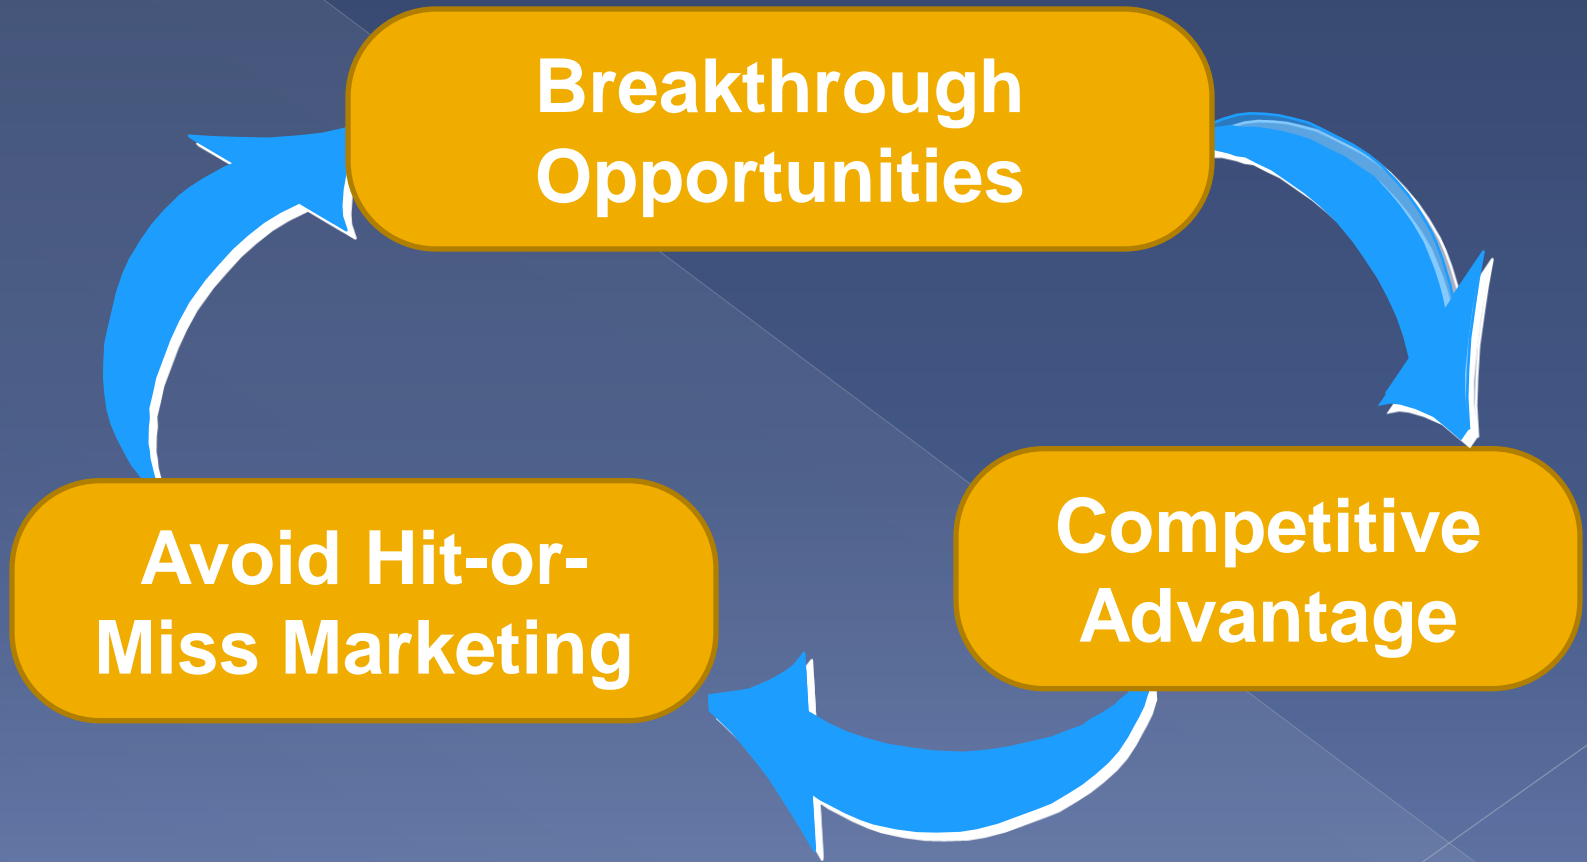 Breakthrough
Opportunities
Competitive
Advantage
Avoid Hit-or-
Miss Marketing